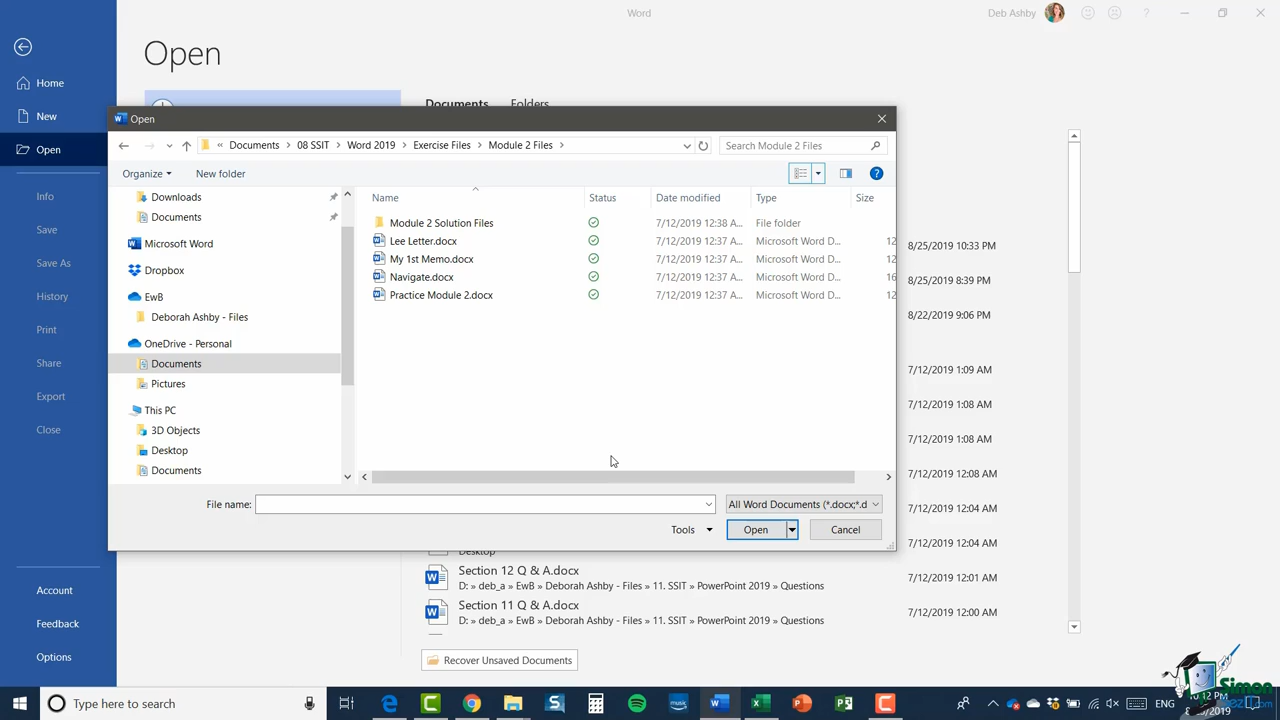 Word
Deb Ashby
?
Open
Home
New
Open
Info
Save
Save As
History
Print
Share
Export
Close
Account
Feedback
Options
Documents Folders
Open
« Documents > 08 SSIT > Word 2019 > Exercise Files > Module 2 Files >
Search Module 2 Files
Organize
New folder
?
Downloads
Documents
Microsoft Word
Dropbox
EwB
Deborah Ashby - Files
OneDrive - Personal
Documents
Pictures
This PC
3D Objects
Desktop
Documents
Name Status Date modified Type Size
Module 2 Solution Files 7/12/2019 12:38 A... File folder
Lee Letter.docx 7/12/2019 12:37 A... Microsoft Word D... 12
My 1st Memo.docx 7/12/2019 12:37 A... Microsoft Word D... 12
Navigate.docx 7/12/2019 12:37 A... Microsoft Word D... 16
Practice Module 2.docx 7/12/2019 12:37 A... Microsoft Word D... 12
File name:
All Word Documents (*.docx;*.d
Tools
Open
Cancel
8/25/2019 10:33 PM
8/25/2019 8:39 PM
8/22/2019 9:06 PM
7/12/2019 1:09 AM
7/12/2019 1:08 AM
7/12/2019 1:08 AM
7/12/2019 12:08 AM
7/12/2019 12:04 AM
7/12/2019 12:04 AM
Desktop
Section 12 Q & A.docx
D: » deb_a » EwB » Deborah Ashby - Files » 11. SSIT » PowerPoint 2019 » Questions
7/12/2019 12:01 AM
Section 11 Q & A.docx
D: » deb_a » EwB » Deborah Ashby - Files » 11. SSIT » PowerPoint 2019 » Questions
7/12/2019 12:00 AM
Recover Unsaved Documents
Type here to search
music
ENG
Simon